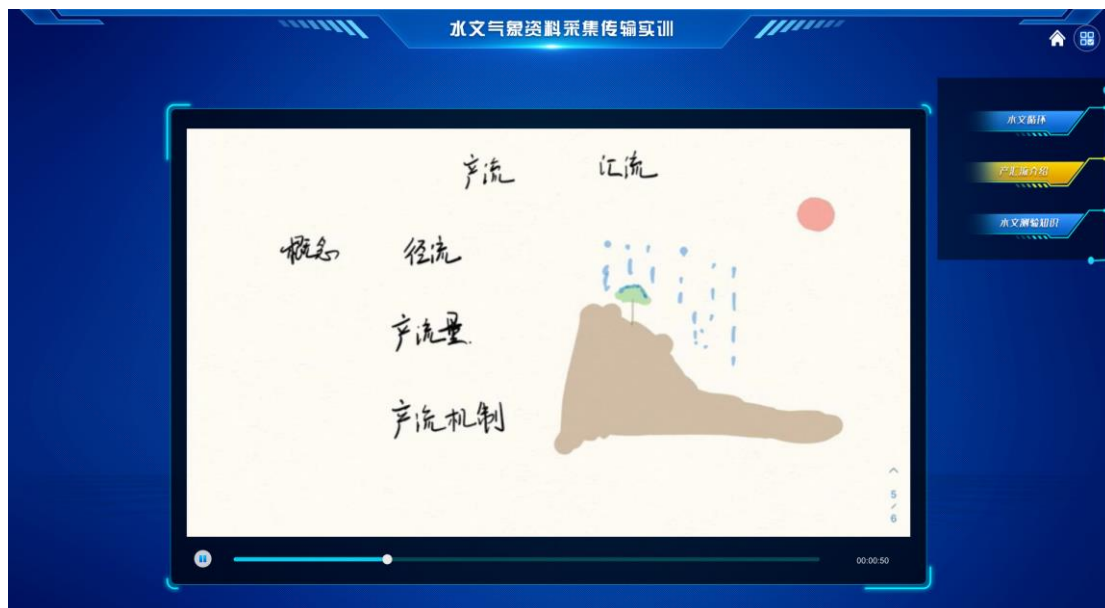 水文气象资料采集传输实训
水文循环
产汇流介绍
水文测验知识
产流 汇流
概念 径流
产流量
产流机制
5/6
00:00:50